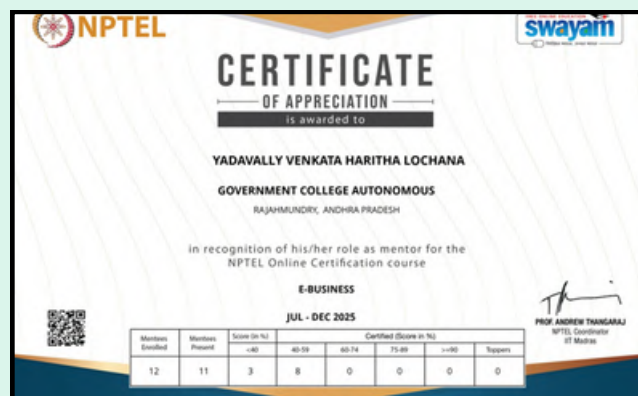 NPTEL
FREE ONLINE EDUCATION
swayam
CERTIFICATE
OF APPRECIATION
is awarded to
YADAVALLY VENKATA HARITHA LOCHANA
GOVERNMENT COLLEGE AUTONOMOUS
RAJAHMUNDRY, ANDHRA PRADESH
in recognition of his/her role as mentor for the
NPTEL Online Certification course
E-BUSINESS
JUL - DEC 2025
PROF. ANDREW THANGARAJ
NPTEL Coordinator
IIT Madras
Mentees Enrolled Mentees Present Score (in %) Certified (Score in %)
<40 40-59 60-74 75-89 >=90 Toppers
12 11 3 8 0 0 0 0